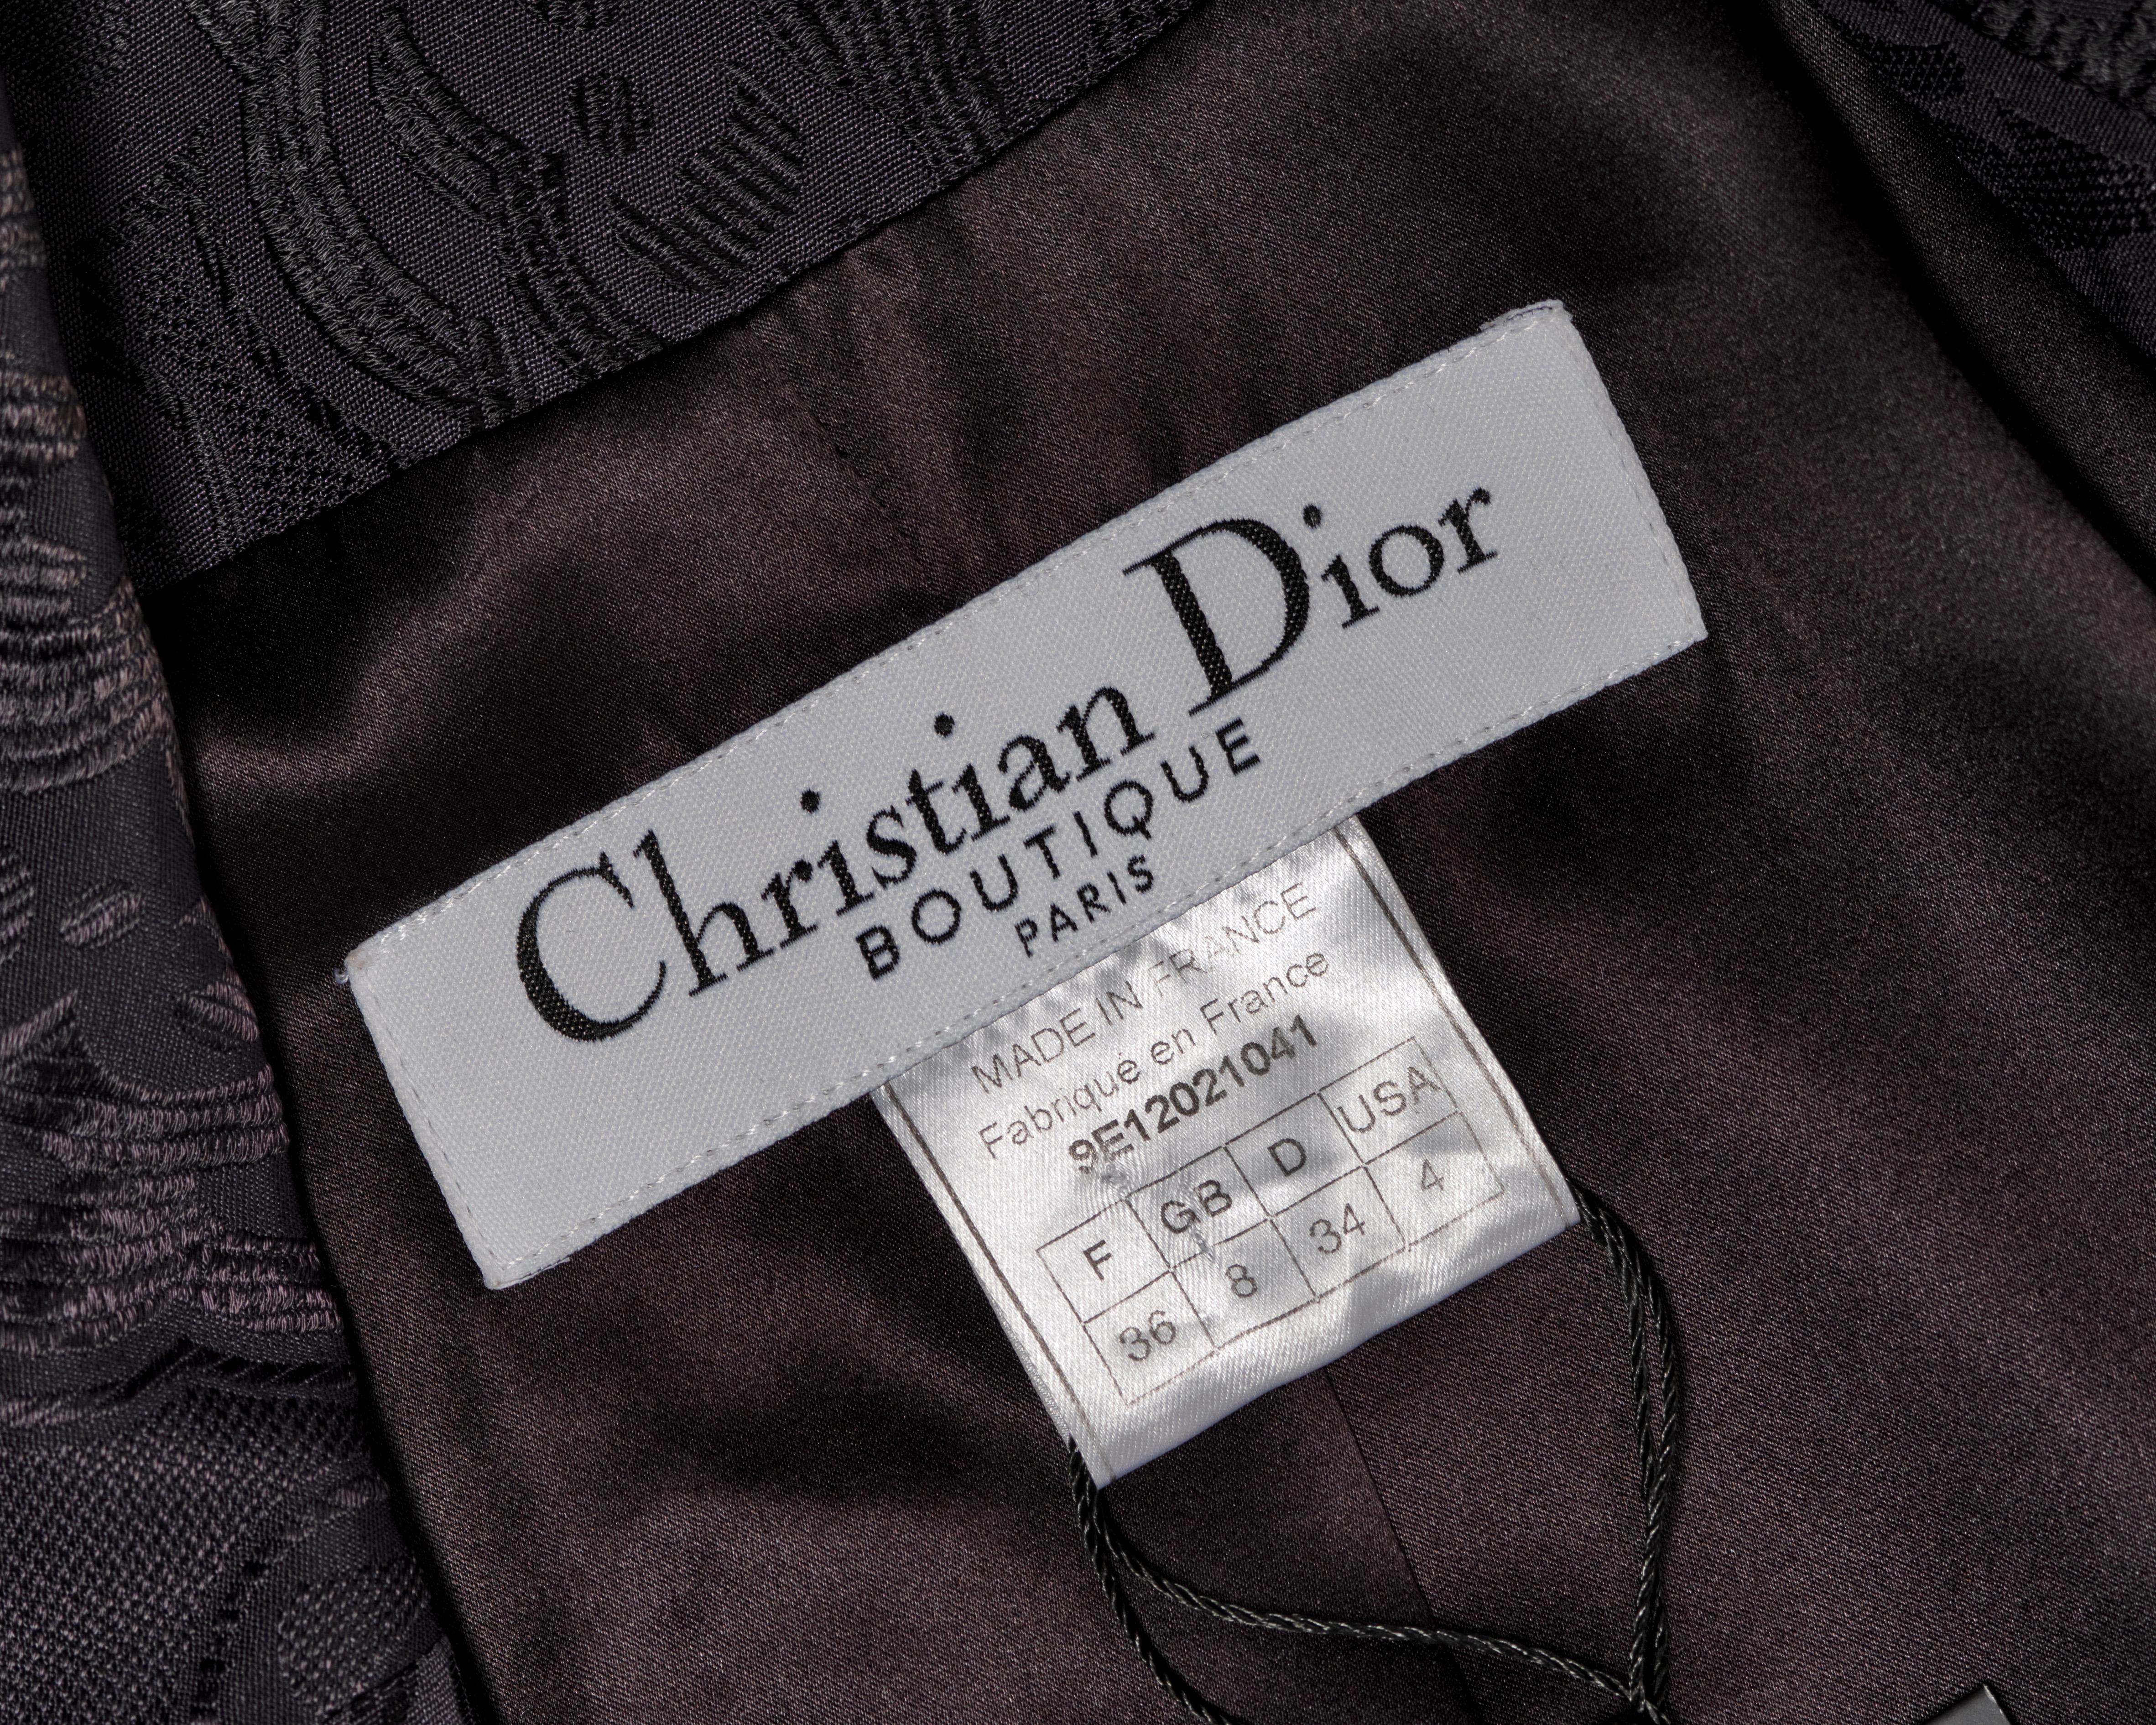 Christian Dior
BOUTIQUE
PARIS
MADE IN FRANCE
Fabriqué en France
9E12021041
F GB D USA
36 8 34 4